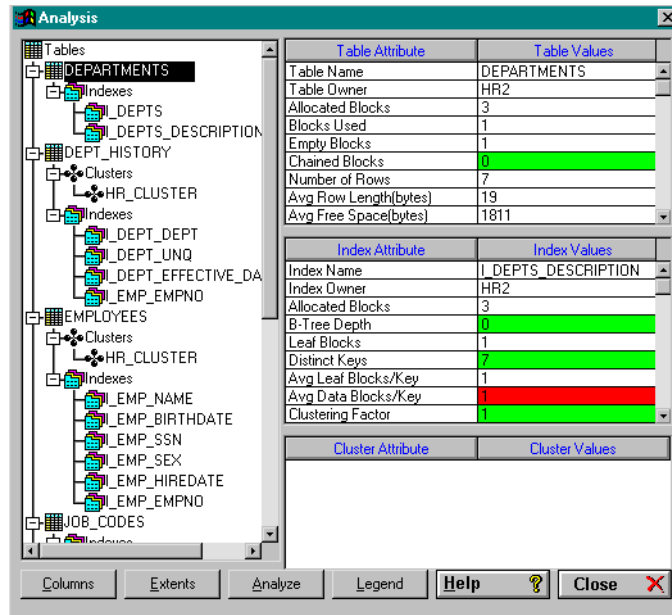 Analysis
Tables
DEPARTMENTS
Indexes
I_DEPTS
I_DEPTS_DESCRIPTION
DEPT_HISTORY
Clusters
HR_CLUSTER
Indexes
I_DEPT_DEPT
I_DEPT_UNQ
I_DEPT_EFFECTIVE_DA
I_EMP_EMPNO
EMPLOYEES
Clusters
HR_CLUSTER
Indexes
I_EMP_NAME
I_EMP_BIRTHDATE
I_EMP_SSN
I_EMP_SEX
I_EMP_HIREDATE
I_EMP_EMPNO
JOB_CODES
Indexes
Table Attribute Table Values
Table Name DEPARTMENTS
Table Owner HR2
Allocated Blocks 3
Blocks Used 1
Empty Blocks 1
Chained Blocks 0
Number of Rows 7
Avg Row Length(bytes) 19
Avg Free Space(bytes) 1811
Index Attribute Index Values
Index Name I_DEPTS_DESCRIPTION
Index Owner HR2
Allocated Blocks 3
B-Tree Depth 0
Leaf Blocks 1
Distinct Keys 7
Avg Leaf Blocks/Key 1
Avg Data Blocks/Key 1
Clustering Factor 1
Cluster Attribute Cluster Values
Columns Extents Analyze Legend Help ? Close